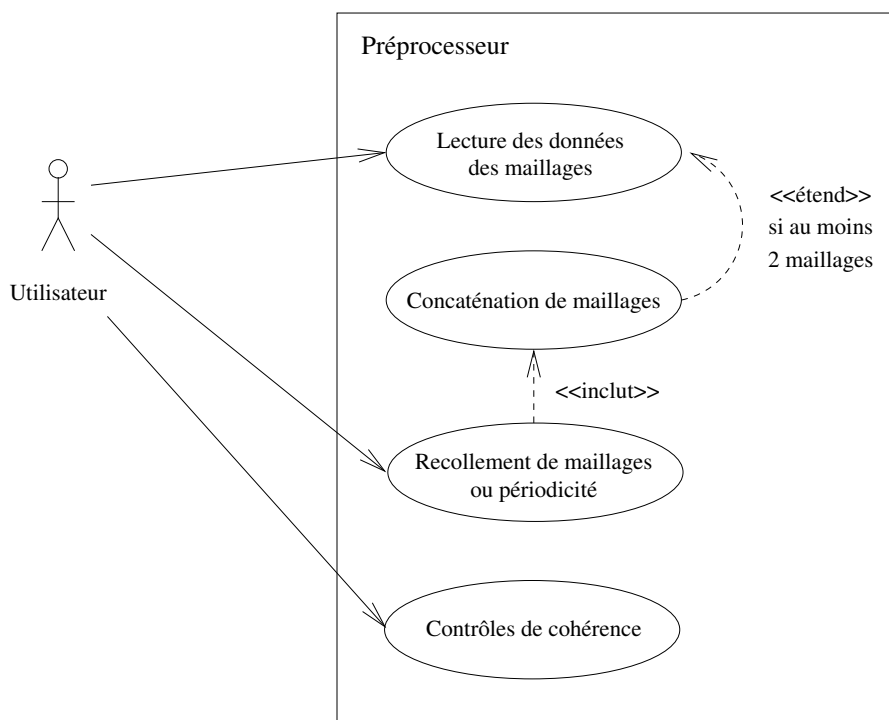 Préprocesseur
Lecture des données
des maillages
<<étend>>
si au moins
2 maillages
Utilisateur
Concaténation de maillages
<<inclut>>
Recollement de maillages
ou périodicité
Contrôles de cohérence